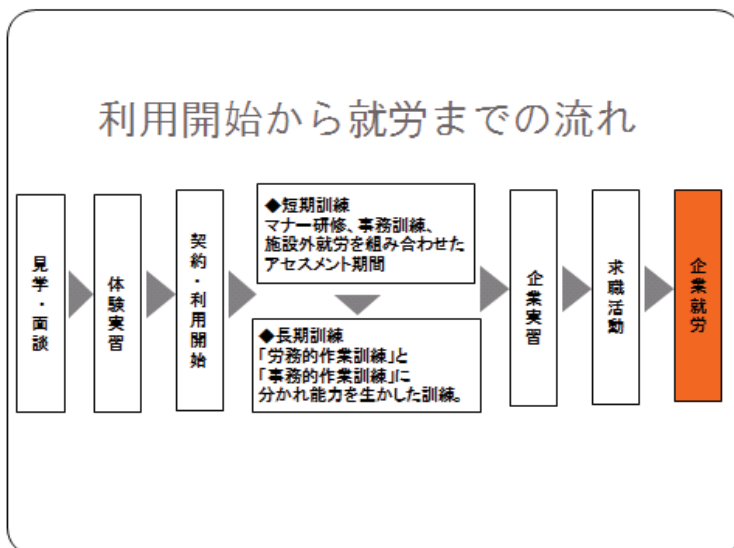 利用開始から就労までの流れ
見学・面談
体験実習
契約・利用開始
◆短期訓練
マナー研修、事務訓練、
施設外就労を組み合わせた
アセスメント期間
◆長期訓練
「労務的作業訓練」と
「事務的作業訓練」に
分かれ能力を生かした訓練。
企業実習
求職活動
企業就労